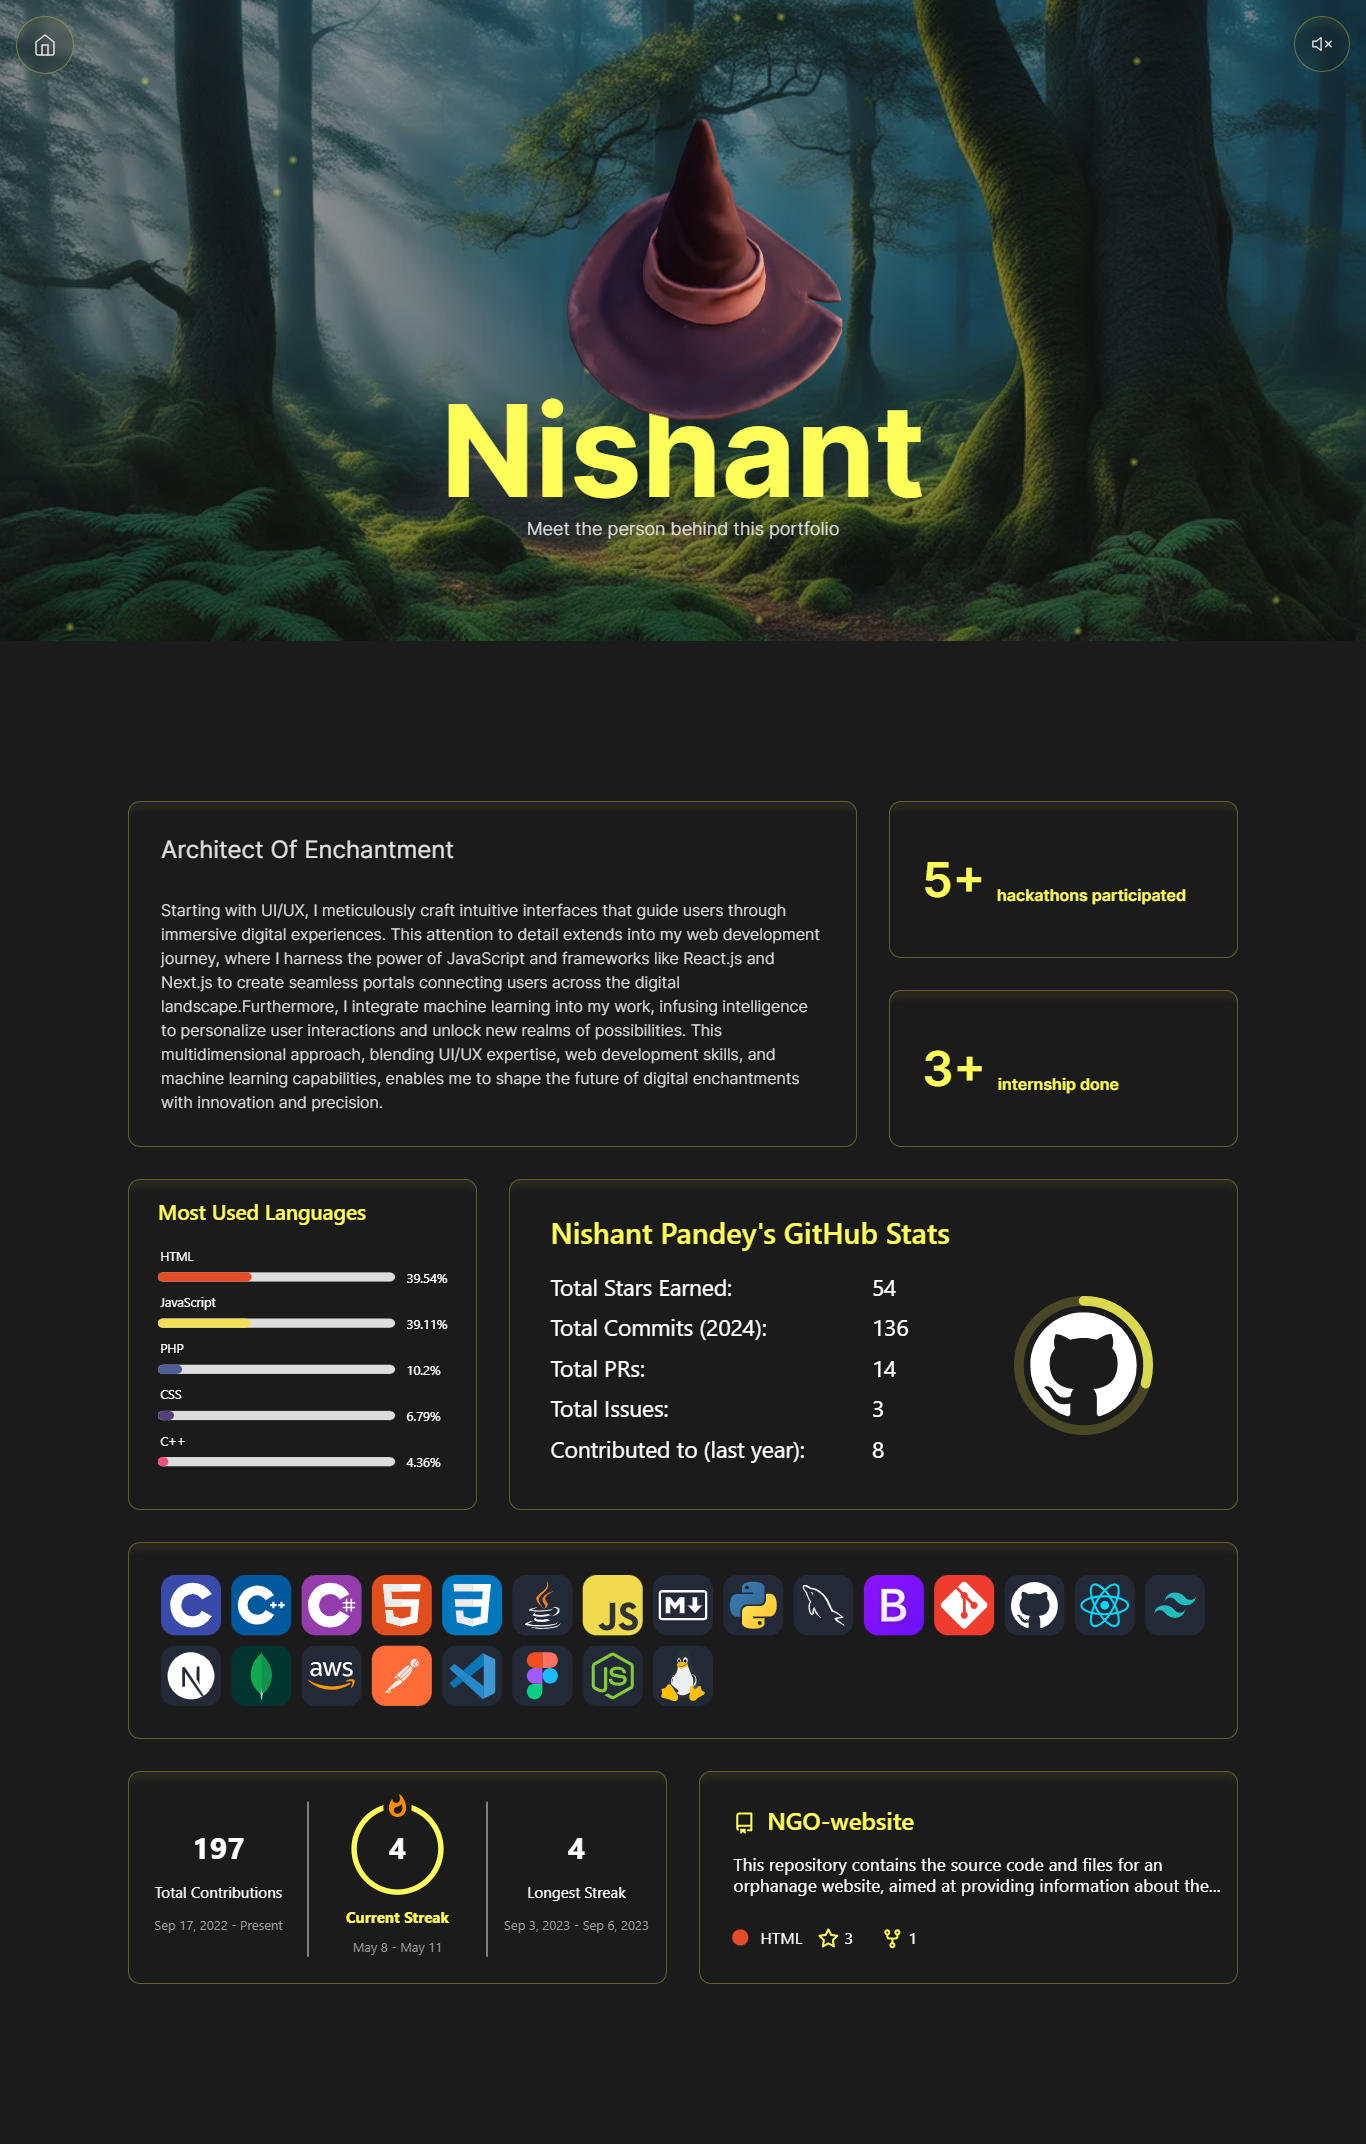 Nishant
Meet the person behind this portfolio
Architect Of Enchantment
Starting with UI/UX, I meticulously craft intuitive interfaces that guide users through
immersive digital experiences. This attention to detail extends into my web development
journey, where I harness the power of JavaScript and frameworks like React.js and
Next.js to create seamless portals connecting users across the digital
landscape.Furthermore, I integrate machine learning into my work, infusing intelligence
to personalize user interactions and unlock new realms of possibilities. This
multidimensional approach, blending UI/UX expertise, web development skills, and
machine learning capabilities, enables me to shape the future of digital enchantments
with innovation and precision.
5+ hackathons participated
3+ internship done
Most Used Languages
HTML
39.54%
JavaScript
39.11%
PHP
10.2%
CSS
6.79%
C++
4.36%
Nishant Pandey's GitHub Stats
Total Stars Earned: 54
Total Commits (2024): 136
Total PRs: 14
Total Issues: 3
Contributed to (last year): 8
C C++ C# 5 3 JS M B
N aws JS
197
Total Contributions
Sep 17, 2022 - Present
4
Current Streak
May 8 - May 11
4
Longest Streak
Sep 3, 2023 - Sep 6, 2023
NGO-website
This repository contains the source code and files for an
orphanage website, aimed at providing information about the...
HTML 3 1